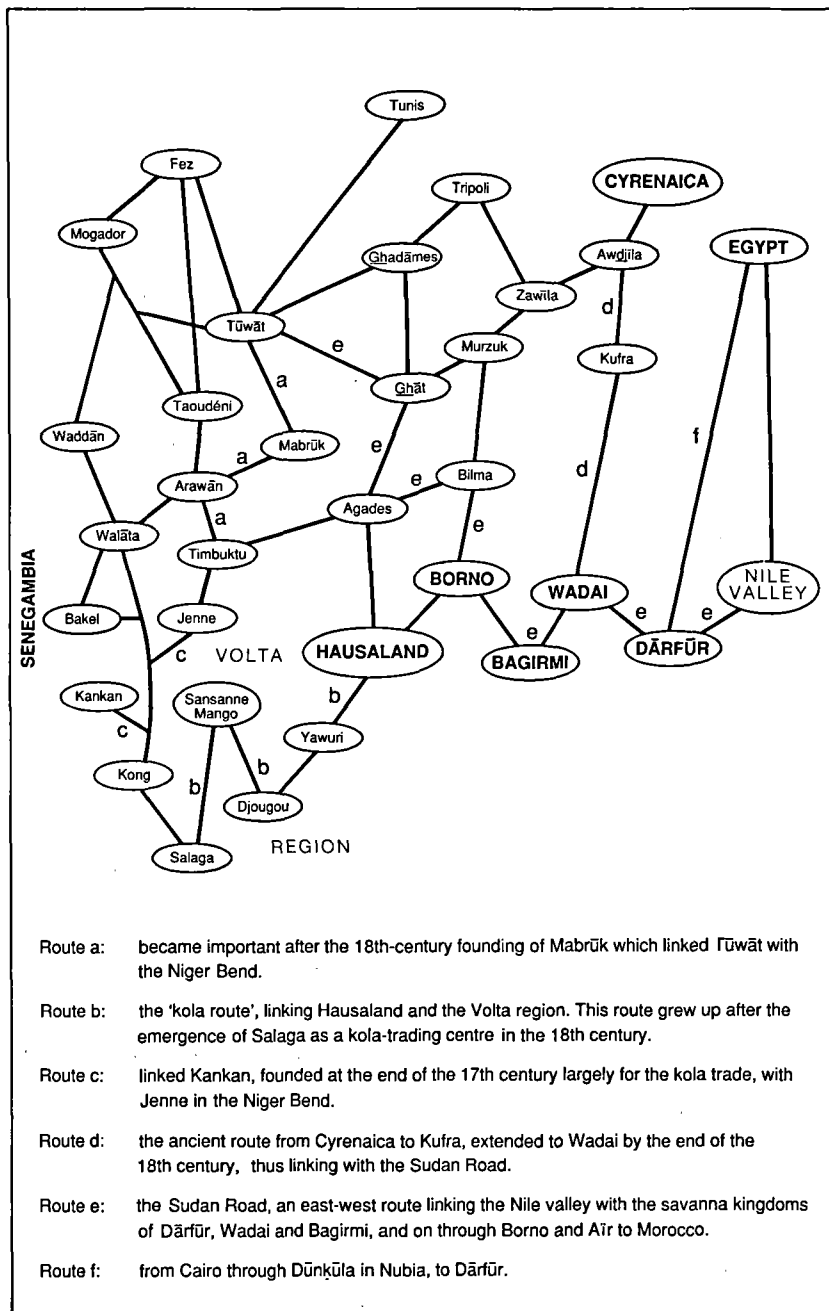 Tunis
Fez
Tripoli
CYRENAICA
Mogador
Ghadāmes
Awdjīla
EGYPT
Zawīla
d
Tūwāt
e
Murzuk
Kufra
a
Ghāt
Taoudéni
f
Waddān
Mabrūk
a
e
d
Arawān
e
Bilma
a
Agades
Walāta
Timbuktu
e
SENEGAMBIA
BORNO
WADAI
NILE
VALLEY
e
e
Bakel
Jenne
c
VOLTA
HAUSALAND
e
BAGIRMI
DĀRFŪR
Kankan
Sansanne
Mango
b
c
Yawuri
Kong
b
b
Djougou
Salaga
REGION
Route a: became important after the 18th-century founding of Mabrūk which linked Tūwāt with
the Niger Bend.
Route b: the 'kola route', linking Hausaland and the Volta region. This route grew up after the
emergence of Salaga as a kola-trading centre in the 18th century.
Route c: linked Kankan, founded at the end of the 17th century largely for the kola trade, with
Jenne in the Niger Bend.
Route d: the ancient route from Cyrenaica to Kufra, extended to Wadai by the end of the
18th century, thus linking with the Sudan Road.
Route e: the Sudan Road, an east-west route linking the Nile valley with the savanna kingdoms
of Dārfūr, Wadai and Bagirmi, and on through Borno and Aīr to Morocco.
Route f: from Cairo through Dūnḳūla in Nubia, to Dārfūr.